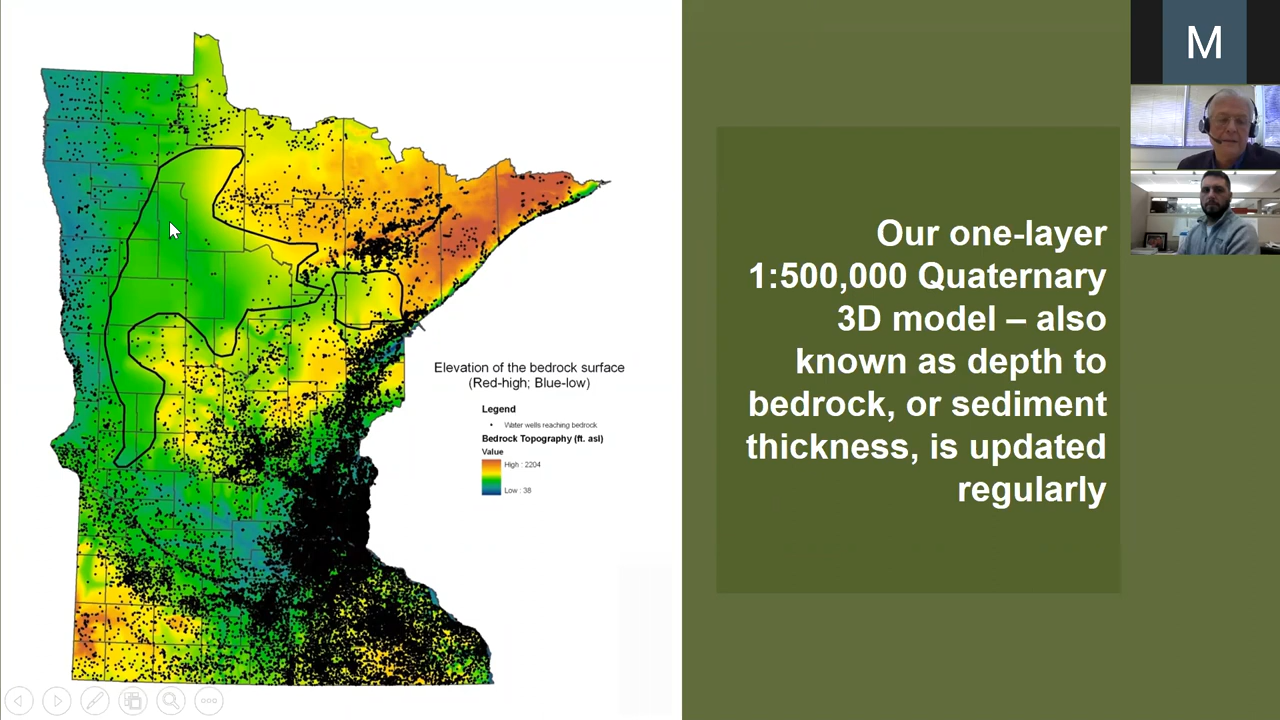 Elevation of the bedrock surface
(Red-high; Blue-low)
Legend
Water wells reaching bedrock
Bedrock Topography (ft. asl)
Value
High : 2204
Low : 38
Our one-layer
1:500,000 Quaternary
3D model – also
known as depth to
bedrock, or sediment
thickness, is updated
regularly
M